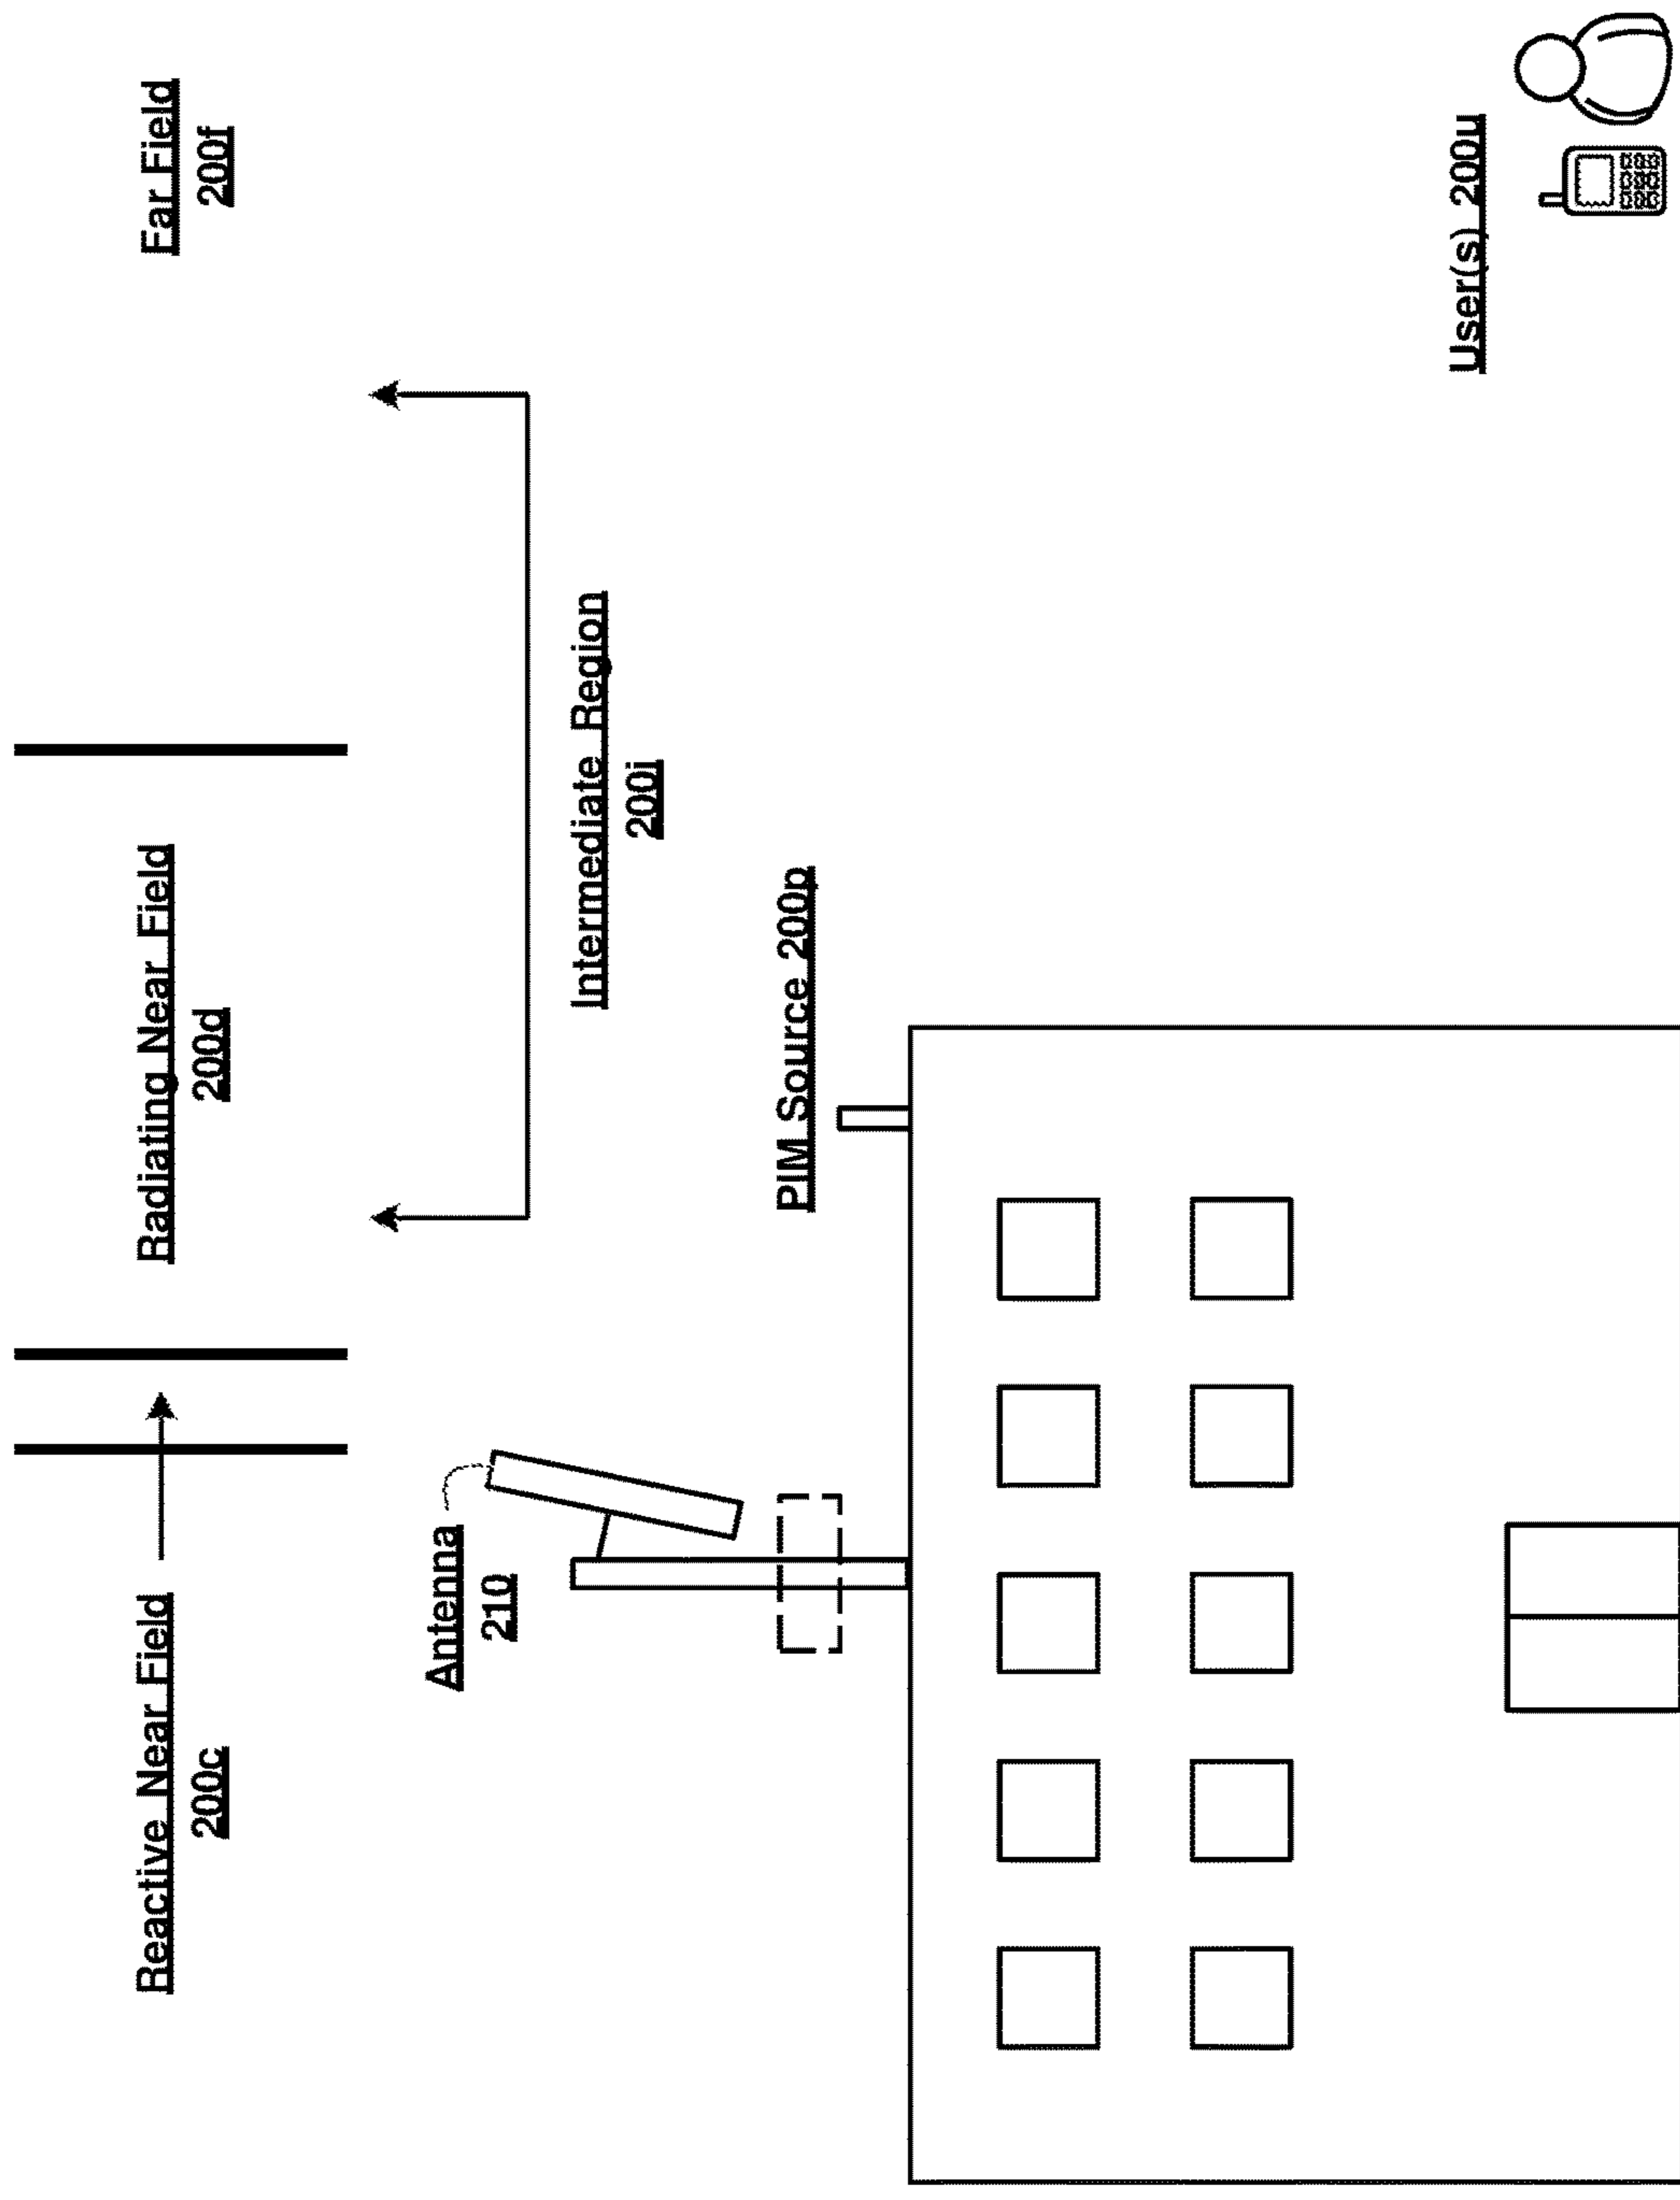 Reactive Near Field
200c
Radiating Near Field
200d
Far Field
200f
Antenna
210
Intermediate Region
200i
PIM Source 200p
User(s) 200u